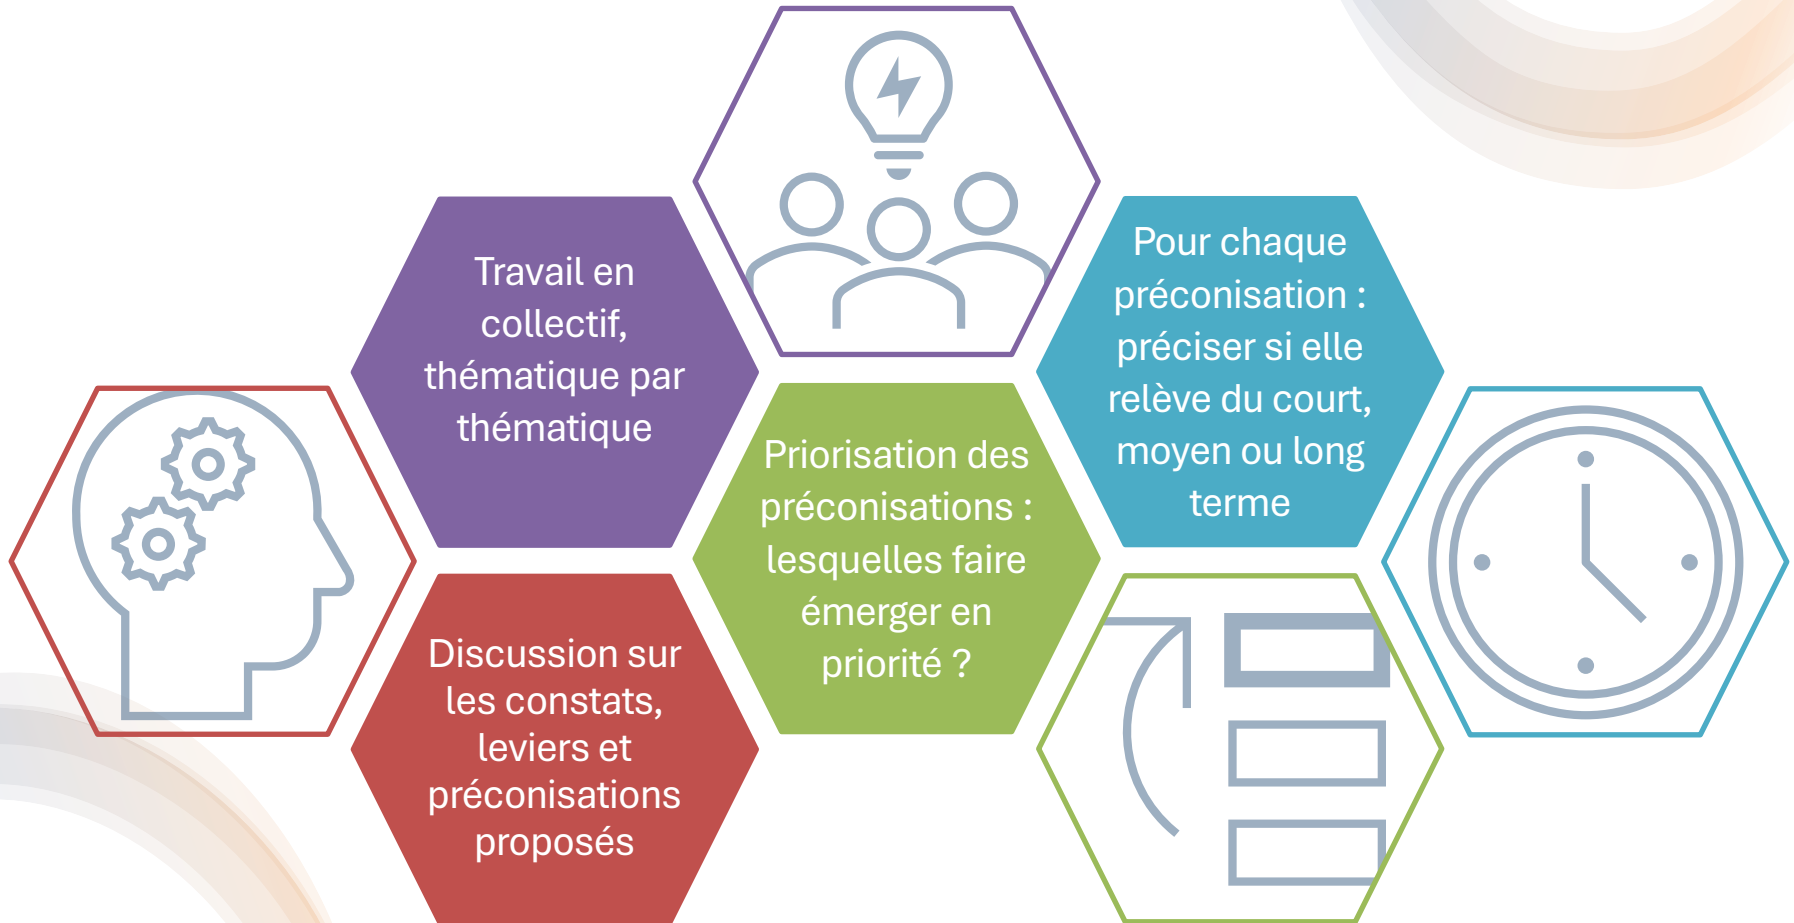 Travail en
collectif,
thématique par
thématique
Discussion sur
les constats,
leviers et
préconisations
proposés
Priorisation des
préconisations :
lesquelles faire
émerger en
priorité ?
Pour chaque
préconisation :
préciser si elle
relève du court,
moyen ou long
terme